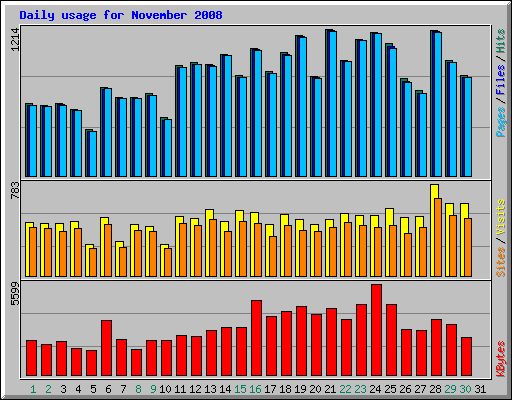 Daily usage for November 2008
1214
Pages / Files / Hits
783
Sites / Visits
5599
KBytes
1 2 3 4 5 6 7 8 9 10 11 12 13 14 15 16 17 18 19 20 21 22 23 24 25 26 27 28 29 30 31